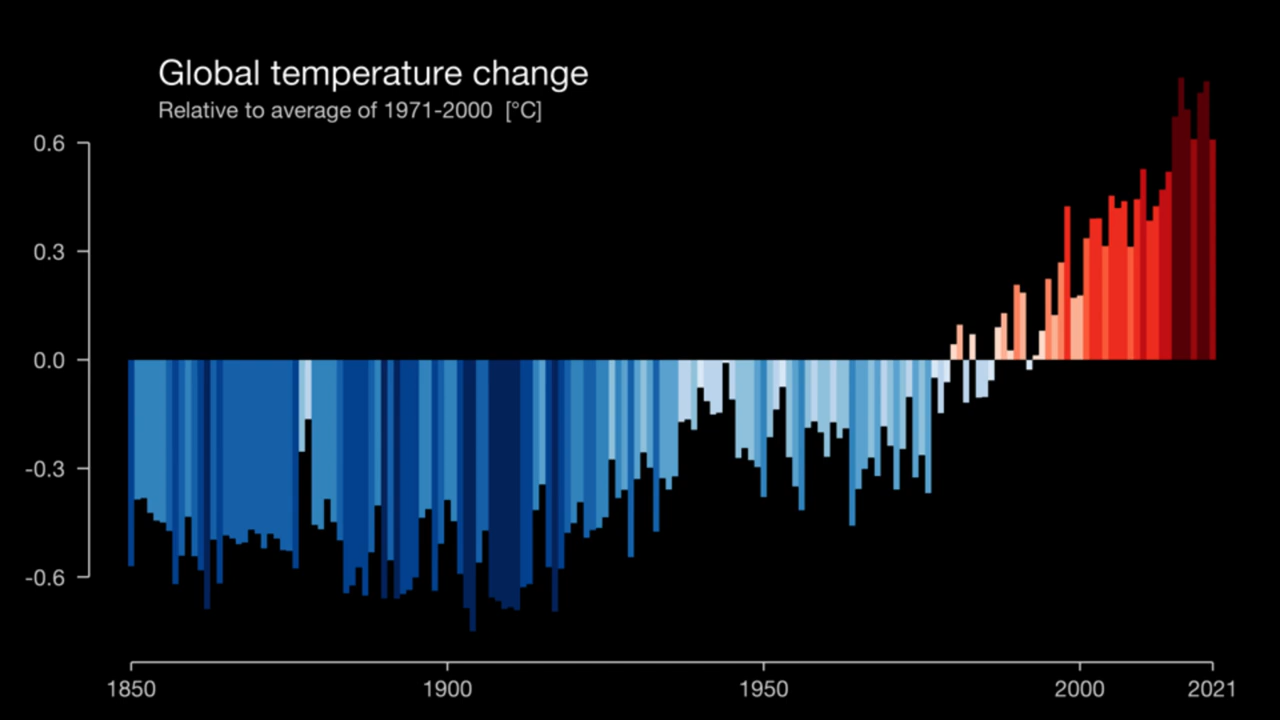 Global temperature change
Relative to average of 1971-2000 [°C]
0.6
0.3
0.0
-0.3
-0.6
1850 1900 1950 2000 2021